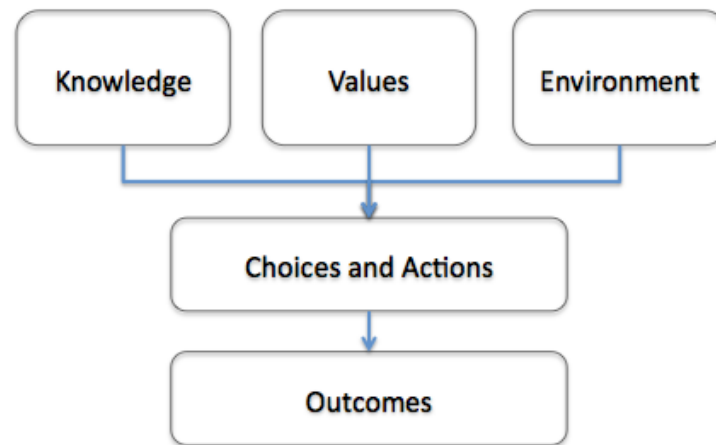 Knowledge
Values
Environment
Choices and Actions
Outcomes